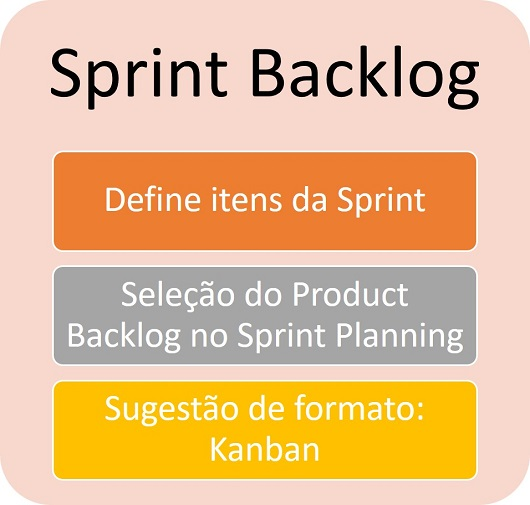 Sprint Backlog
Define itens da Sprint
Seleção do Product
Backlog no Sprint Planning
Sugestão de formato:
Kanban